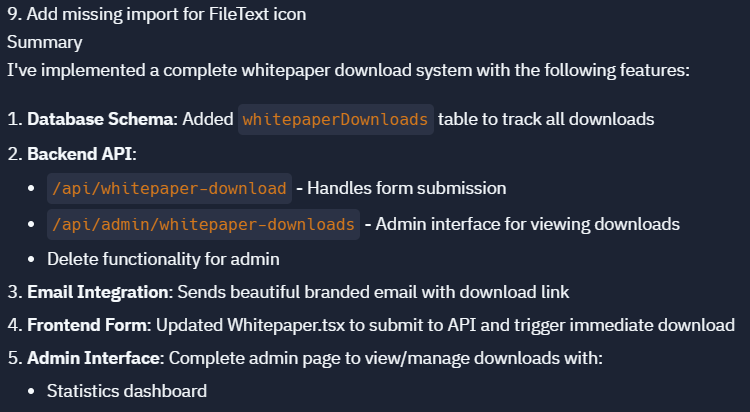 9. Add missing import for FileText icon
Summary
I've implemented a complete whitepaper download system with the following features:
1. Database Schema: Added whitepaperDownloads table to track all downloads
2. Backend API:
• /api/whitepaper-download - Handles form submission
• /api/admin/whitepaper-downloads - Admin interface for viewing downloads
• Delete functionality for admin
3. Email Integration: Sends beautiful branded email with download link
4. Frontend Form: Updated Whitepaper.tsx to submit to API and trigger immediate download
5. Admin Interface: Complete admin page to view/manage downloads with:
• Statistics dashboard